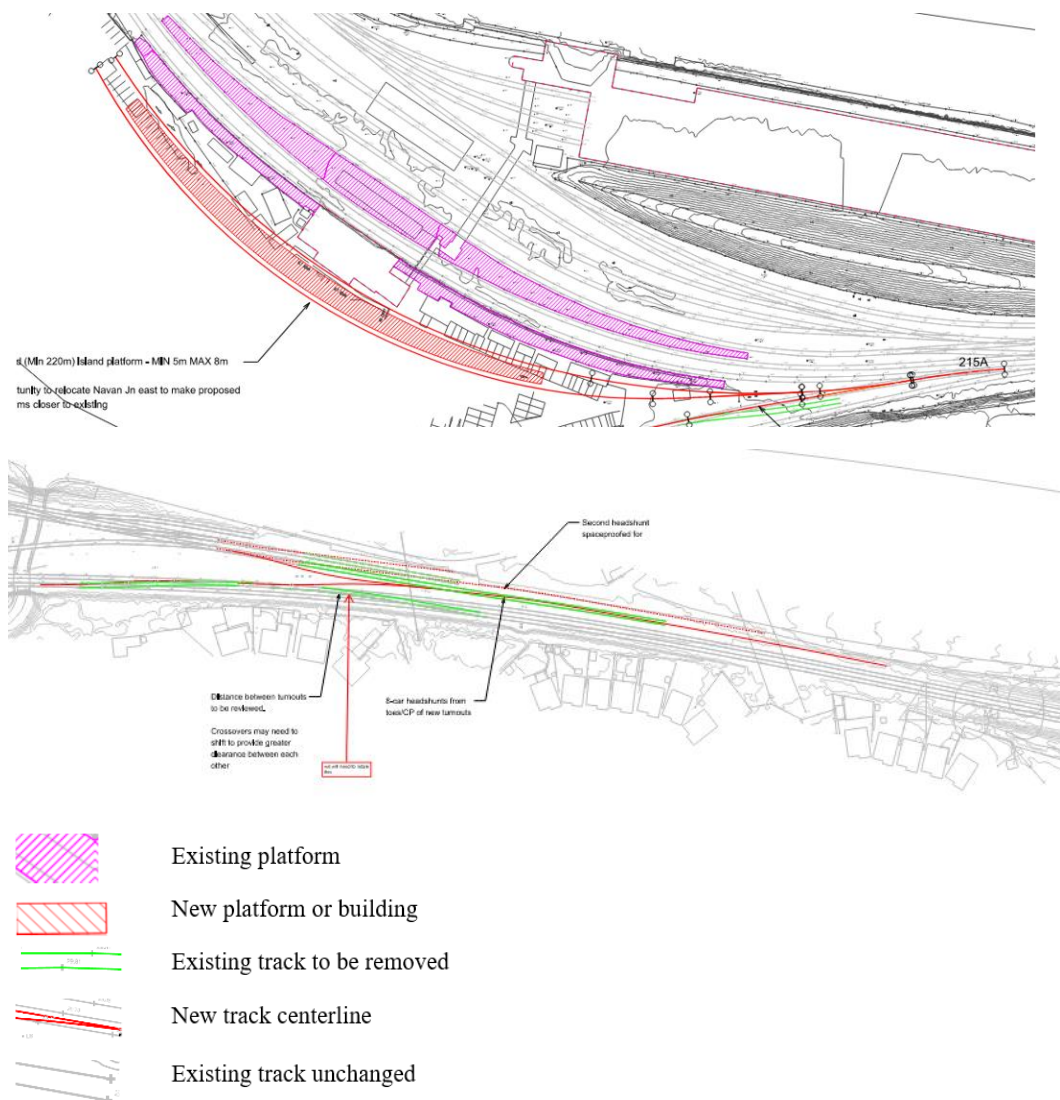 215A
(Min 220m) Island platform - MIN 5m MAX 8m
tunity to relocate Navan Jn east to make proposed
ms closer to existing
Second headshunt
spaceproofed for
Distance between turnouts
to be reviewed.
Crossovers may need to
shift to provide greater
clearance between each
other
8-car headshunts from
toes/CP of new turnouts
Existing platform
New platform or building
Existing track to be removed
New track centerline
Existing track unchanged